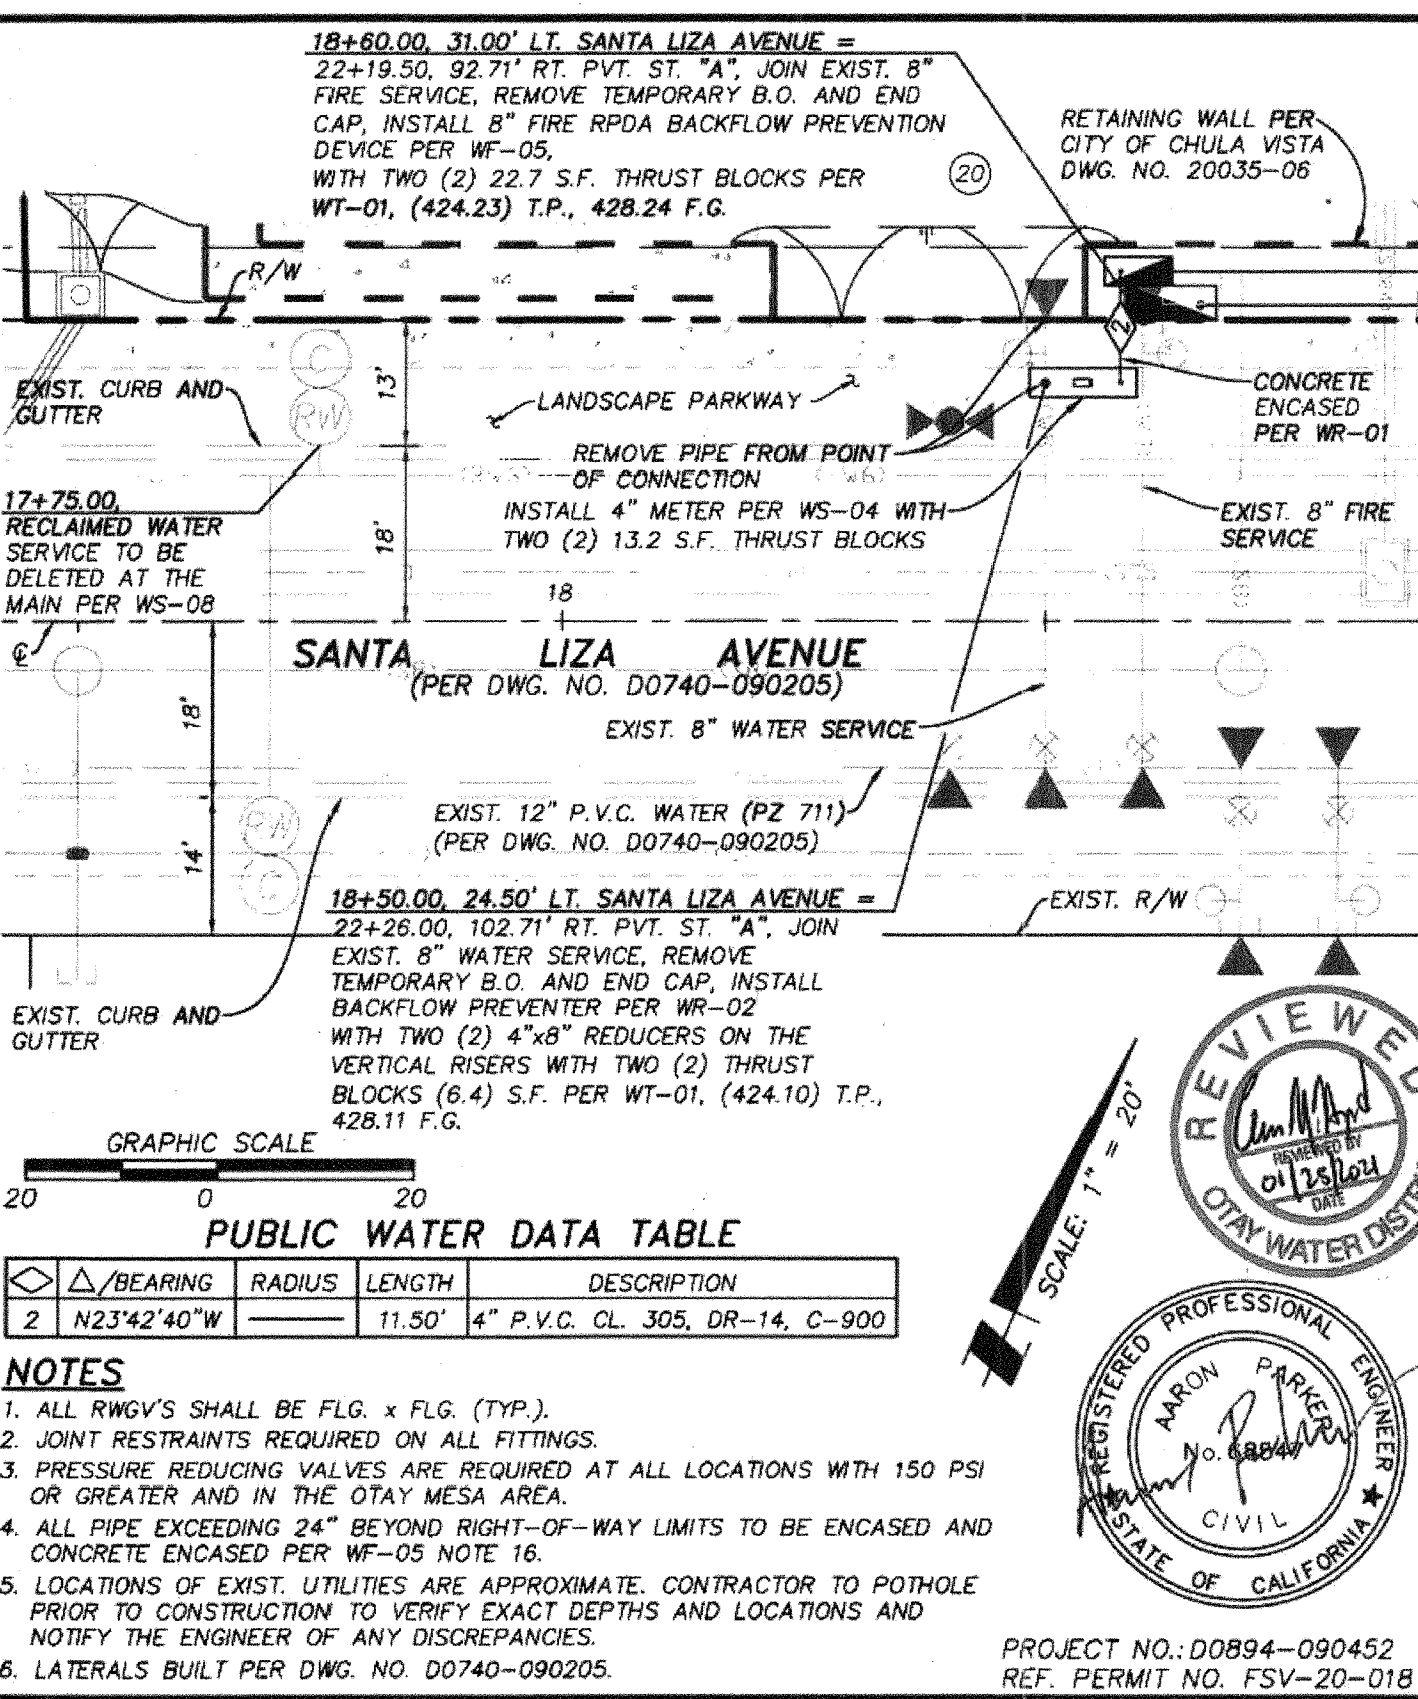 18+60.00, 31.00' LT. SANTA LIZA AVENUE =
22+19.50, 92.71' RT. PVT. ST. "A", JOIN EXIST. 8"
FIRE SERVICE, REMOVE TEMPORARY B.O. AND END
CAP, INSTALL 8" FIRE RPDA BACKFLOW PREVENTION
DEVICE PER WF-05,
WITH TWO (2) 22.7 S.F. THRUST BLOCKS PER
WT-01, (424.23) T.P., 428.24 F.G.
20
RETAINING WALL PER
CITY OF CHULA VISTA
DWG. NO. 20035-06
R/W
2
C
RW
13'
EXIST. CURB AND
GUTTER
LANDSCAPE PARKWAY
CONCRETE
ENCASED
PER WR-01
REMOVE PIPE FROM POINT
OF CONNECTION
INSTALL 4" METER PER WS-04 WITH
TWO (2) 13.2 S.F. THRUST BLOCKS
EXIST. 8" FIRE
SERVICE
17+75.00,
RECLAIMED WATER
SERVICE TO BE
DELETED AT THE
MAIN PER WS-08
18'
18
℄
SANTA LIZA AVENUE
(PER DWG. NO. D0740-090205)
18'
EXIST. 8" WATER SERVICE
EXIST. 12" P.V.C. WATER (PZ 711)
(PER DWG. NO. D0740-090205)
RW
14'
18+50.00, 24.50' LT. SANTA LIZA AVENUE =
22+26.00, 102.71' RT. PVT. ST. "A", JOIN
EXIST. 8" WATER SERVICE, REMOVE
TEMPORARY B.O. AND END CAP, INSTALL
BACKFLOW PREVENTER PER WR-02
WITH TWO (2) 4"x8" REDUCERS ON THE
VERTICAL RISERS WITH TWO (2) THRUST
BLOCKS (6.4) S.F. PER WT-01, (424.10) T.P.,
428.11 F.G.
EXIST. R/W
EXIST. CURB AND
GUTTER
GRAPHIC SCALE
20 0 20
SCALE: 1" = 20'
REVIEWED
REVIEWED BY
01/25/2021
DATE
OTAY WATER
PUBLIC WATER DATA TABLE
◇ △/BEARING RADIUS LENGTH DESCRIPTION
2 N23°42'40"W ——— 11.50' 4" P.V.C. CL. 305, DR-14, C-900
NOTES
1. ALL RWGV'S SHALL BE FLG. x FLG. (TYP.).
2. JOINT RESTRAINTS REQUIRED ON ALL FITTINGS.
3. PRESSURE REDUCING VALVES ARE REQUIRED AT ALL LOCATIONS WITH 150 PSI
OR GREATER AND IN THE OTAY MESA AREA.
4. ALL PIPE EXCEEDING 24" BEYOND RIGHT-OF-WAY LIMITS TO BE ENCASED AND
CONCRETE ENCASED PER WF-05 NOTE 16.
5. LOCATIONS OF EXIST. UTILITIES ARE APPROXIMATE. CONTRACTOR TO POTHOLE
PRIOR TO CONSTRUCTION TO VERIFY EXACT DEPTHS AND LOCATIONS AND
NOTIFY THE ENGINEER OF ANY DISCREPANCIES.
6. LATERALS BUILT PER DWG. NO. D0740-090205.
REGISTERED PROFESSIONAL ENGINEER
AARON PARKER
No.
CIVIL
STATE OF CALIFORNIA
PROJECT NO.: D0894-090452
REF. PERMIT NO. FSV-20-018